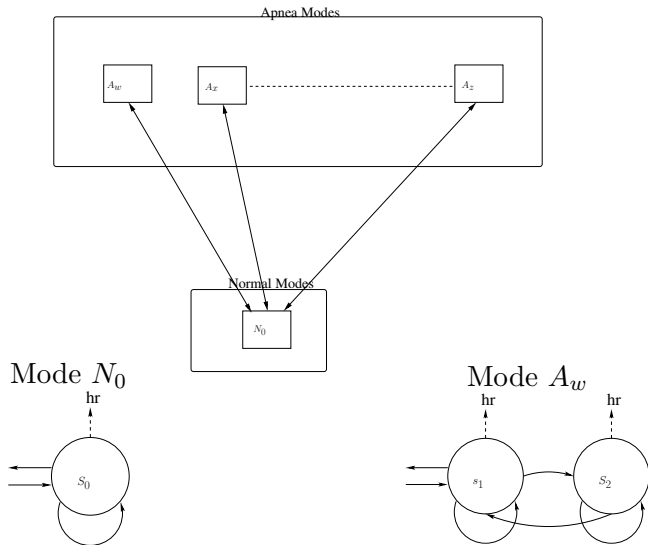 Apnea Modes
A_w A_x A_z
Normal Modes
N_0
Mode N_0
Mode A_w
hr
hr hr
S_0
s_1 S_2